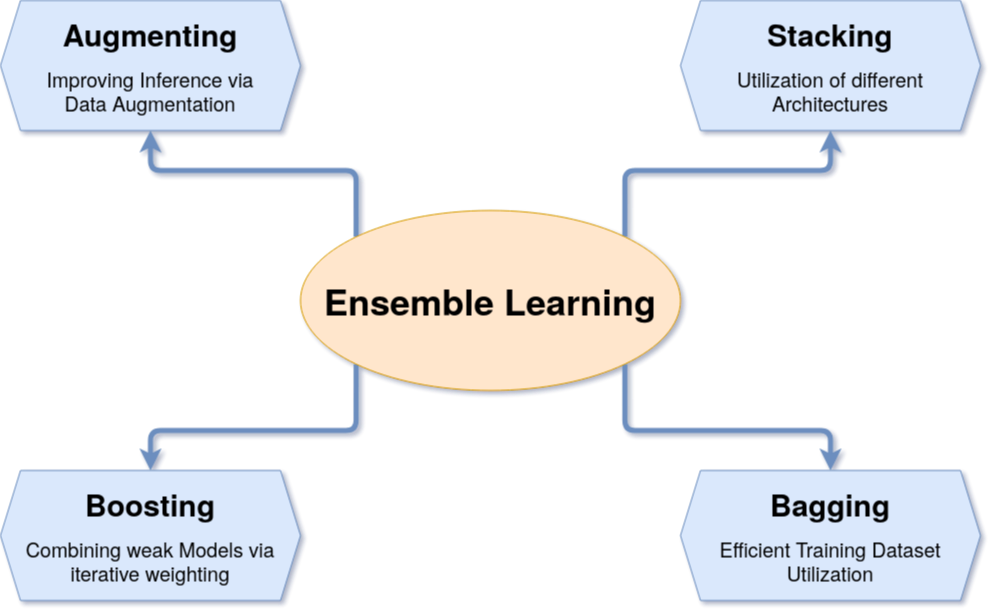 Augmenting
Improving Inference via
Data Augmentation
Stacking
Utilization of different
Architectures
Ensemble Learning
Boosting
Combining weak Models via
iterative weighting
Bagging
Efficient Training Dataset
Utilization